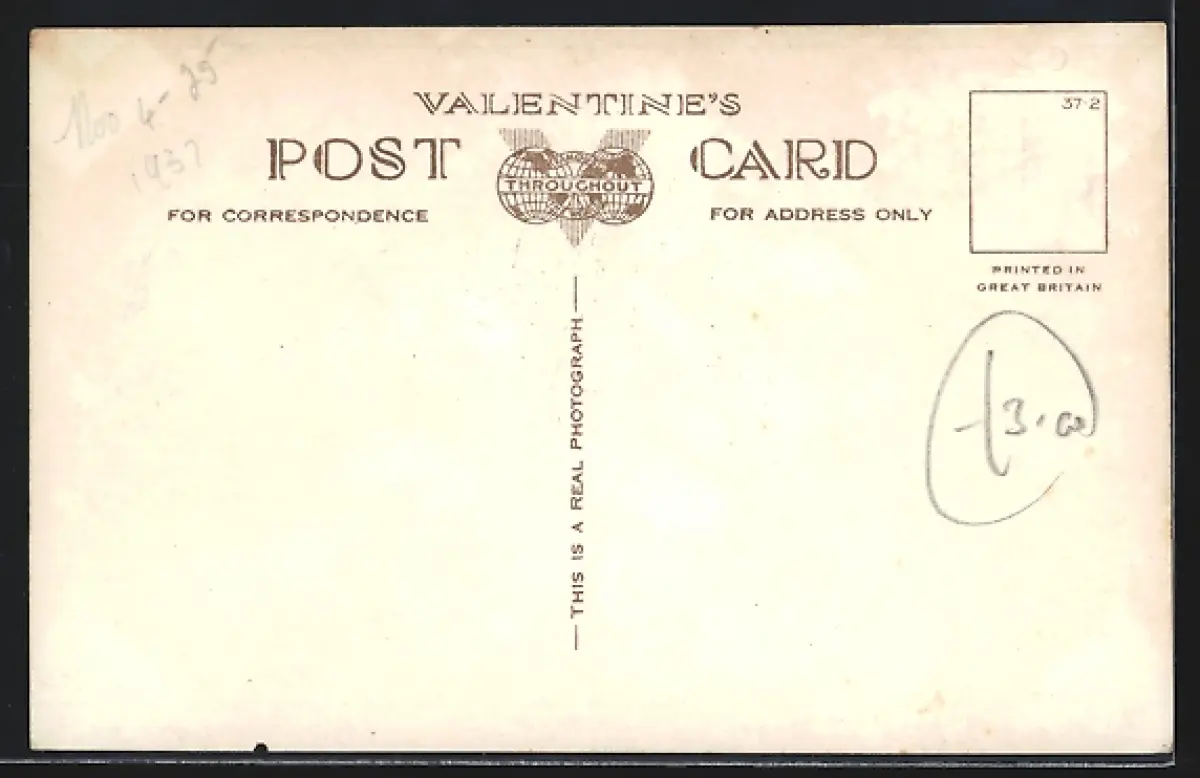 VALENTINE'S
POST CARD
THROUGHOUT
FOR CORRESPONDENCE
FOR ADDRESS ONLY
37-2
PRINTED IN
GREAT BRITAIN
—THIS IS A REAL PHOTOGRAPH—
1937
3.00